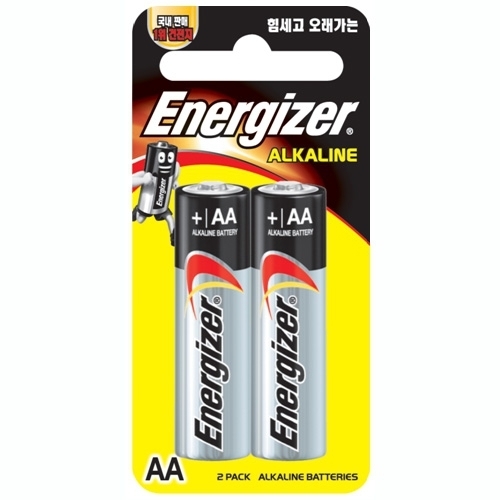 국내 판매
1위 건전지
힘세고 오래가는
Energizer®
ALKALINE
+ | AA
ALKALINE BATTERY
Energizer®
+ | AA
ALKALINE BATTERY
Energizer®
AA
2 PACK ALKALINE BATTERIES